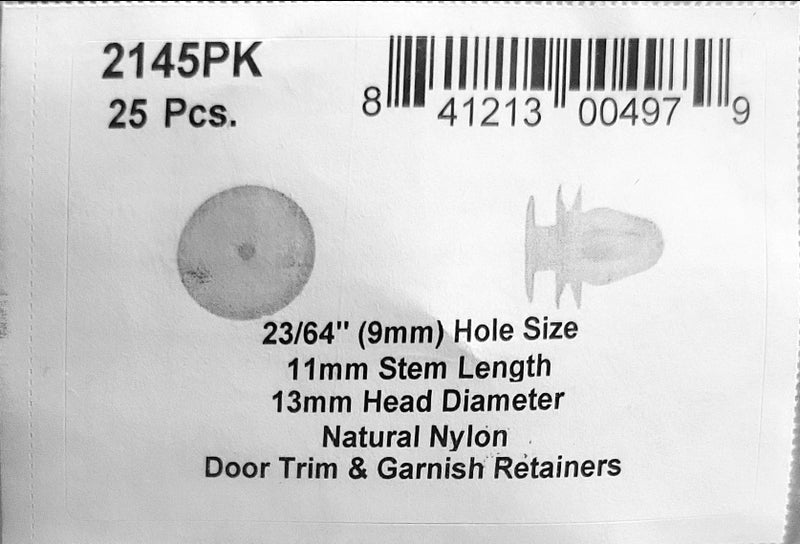 2145PK
25 Pcs.
8 41213 00497 9
23/64" (9mm) Hole Size
11mm Stem Length
13mm Head Diameter
Natural Nylon
Door Trim & Garnish Retainers